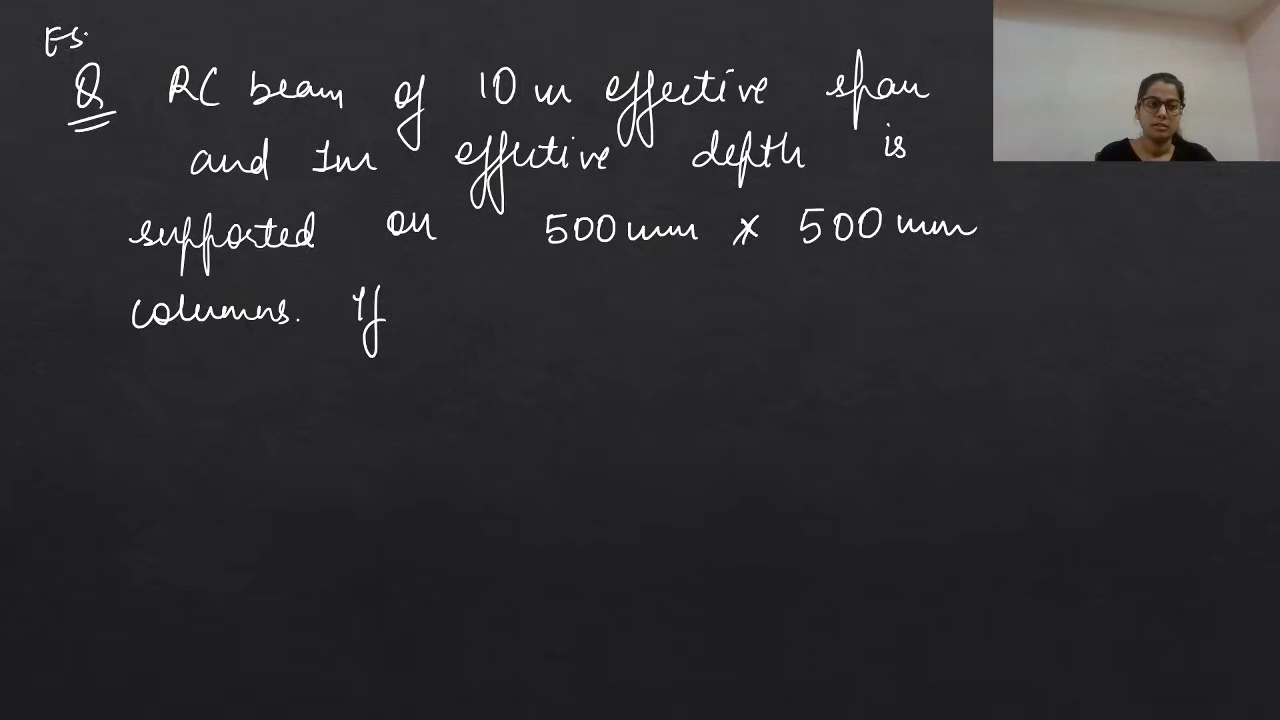 ES.
Q RC beam of 10 m effective span
and 1m effective depth is
supported on 500 mm x 500 mm
columns. If